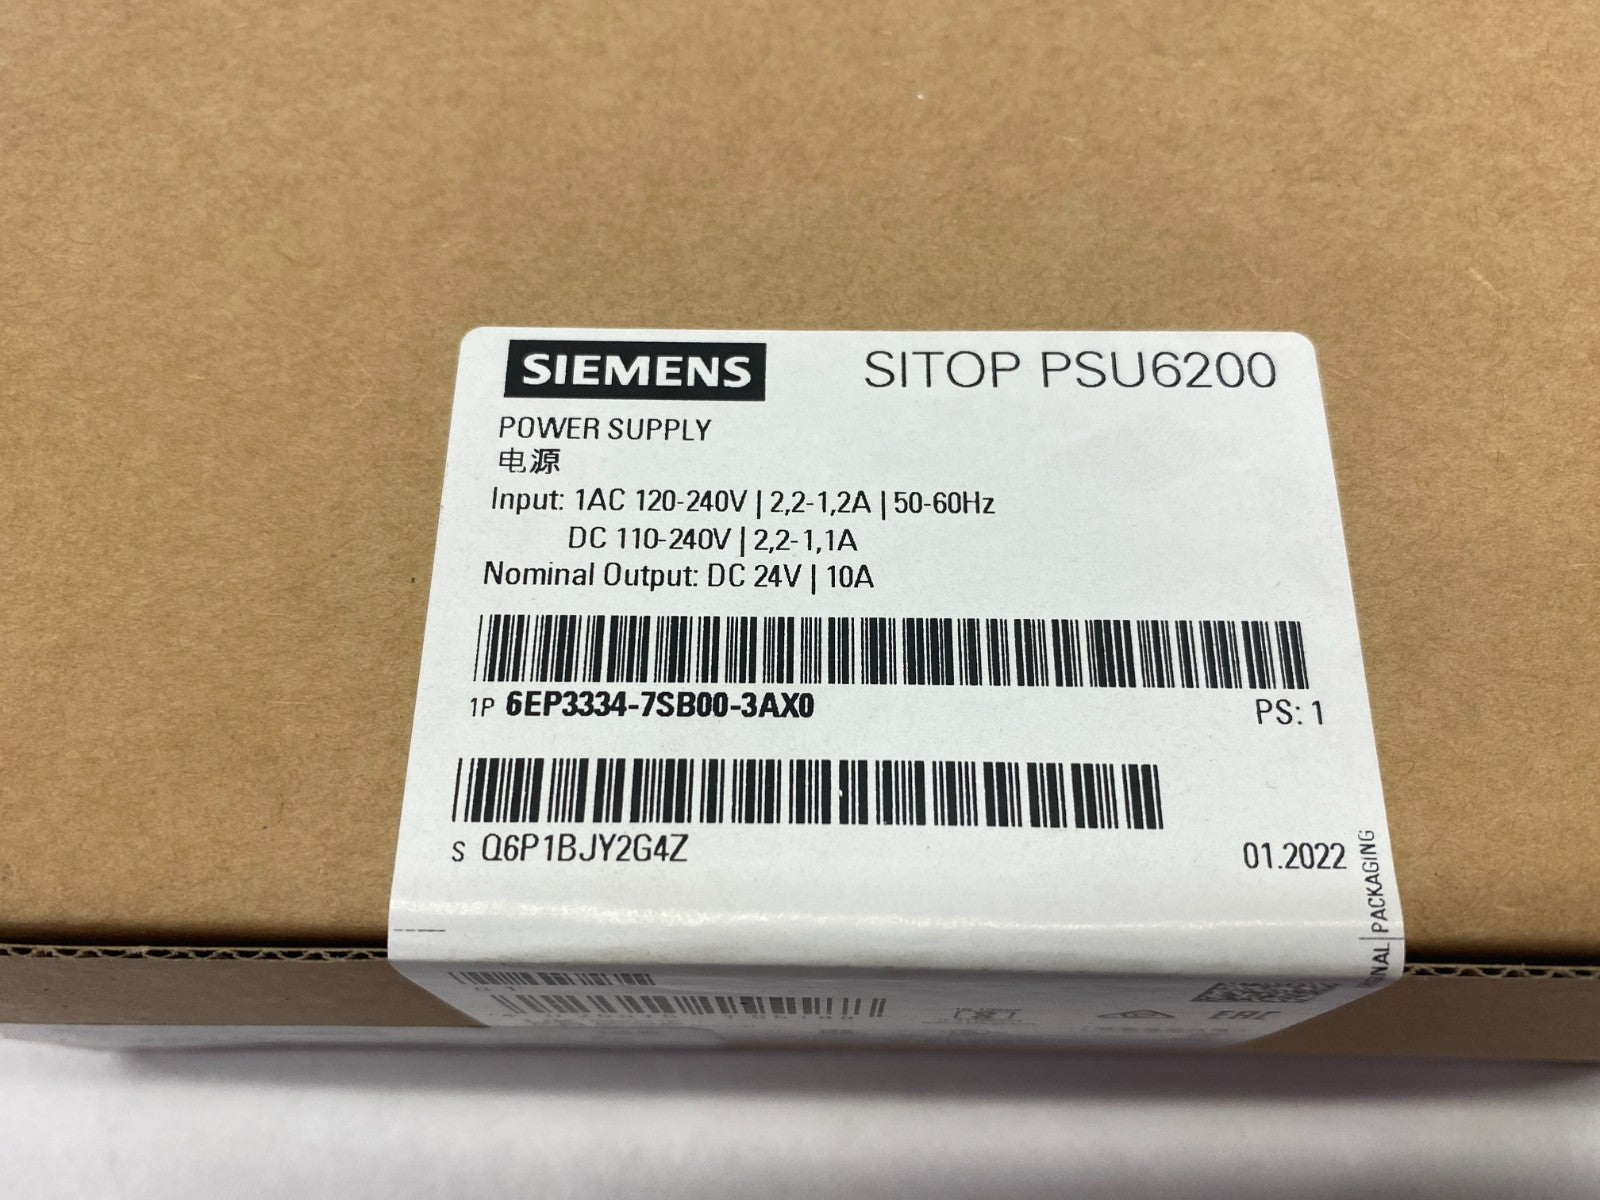 SIEMENS SITOP PSU6200
POWER SUPPLY
电源
Input: 1AC 120-240V | 2,2-1,2A | 50-60Hz
DC 110-240V | 2,2-1,1A
Nominal Output: DC 24V | 10A
1P 6EP3334-7SB00-3AX0 PS: 1
S Q6P1BJY2G4Z 01.2022
PACKAGING
EAC